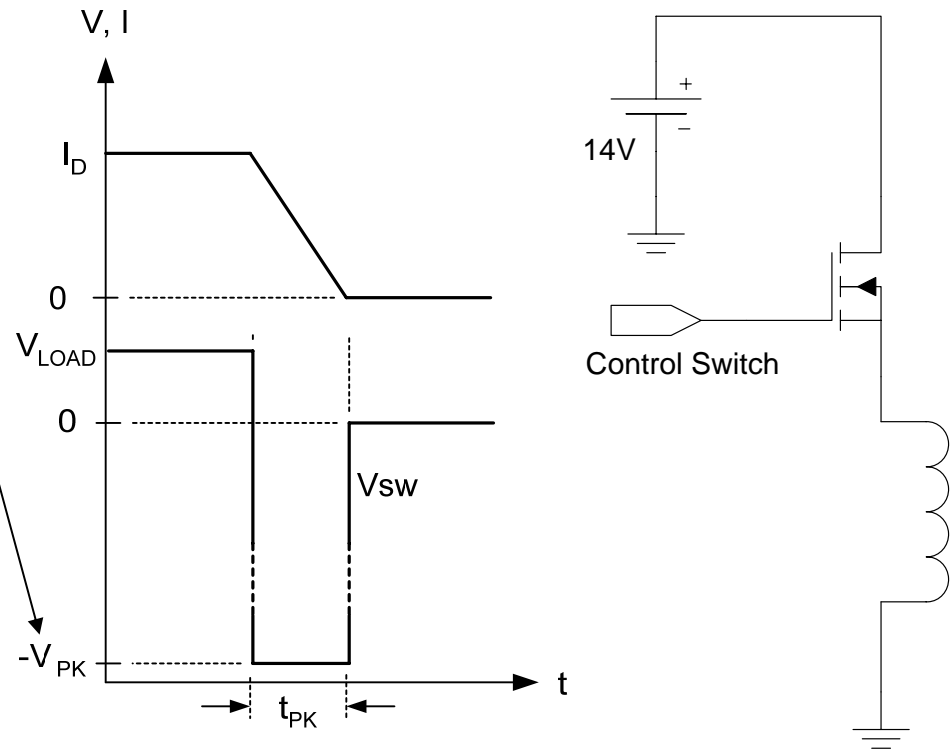 V, I
I_D
0
V_LOAD
0
Vsw
-V_PK
t_PK
t
+
14V
−
Control Switch